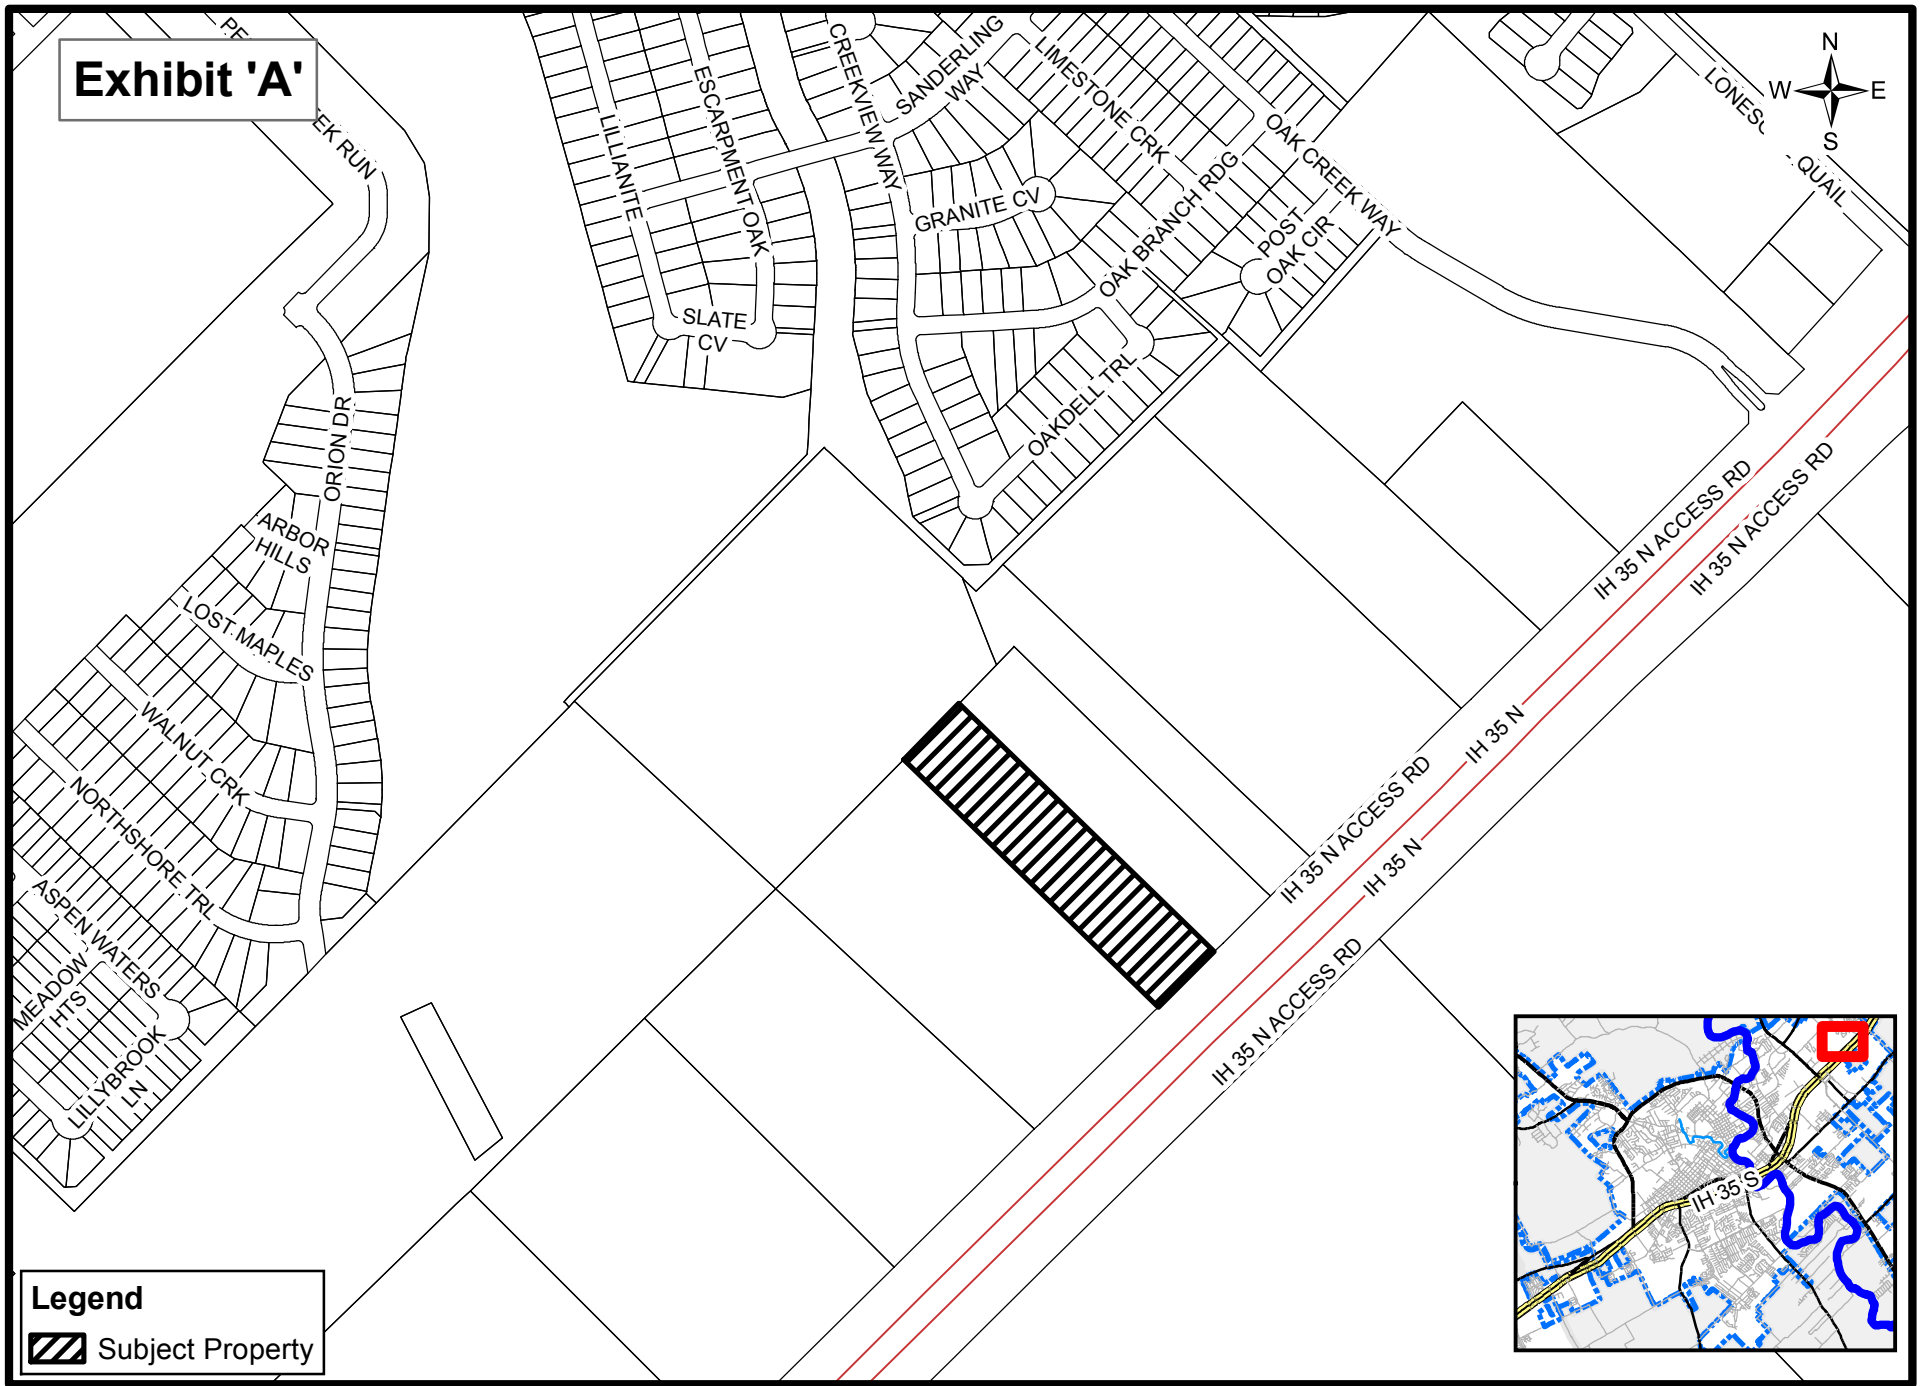 Exhibit 'A'
EK RUN
LILLIANITE
ESCARPMENT OAK
CREEKVIEW WAY
SANDERLING
WAY
LIMESTONE CRK
OAK CREEK WAY
GRANITE CV
OAK BRANCH RDG
POST
OAK CIR
QUAIL
N
W
E
S
SLATE
CV
OAKDELL TRL
ORION DR
ARBOR
HILLS
LOST MAPLES
WALNUT CRK
NORTHSHORE TRL
ASPEN WATERS
MEADOW
HTS
LILLYBROOK
LN
IH 35 N ACCESS RD
IH 35 N ACCESS RD
IH 35 N
IH 35 N ACCESS RD
IH 35 N
IH 35 N ACCESS RD
IH 35 S
Legend
Subject Property